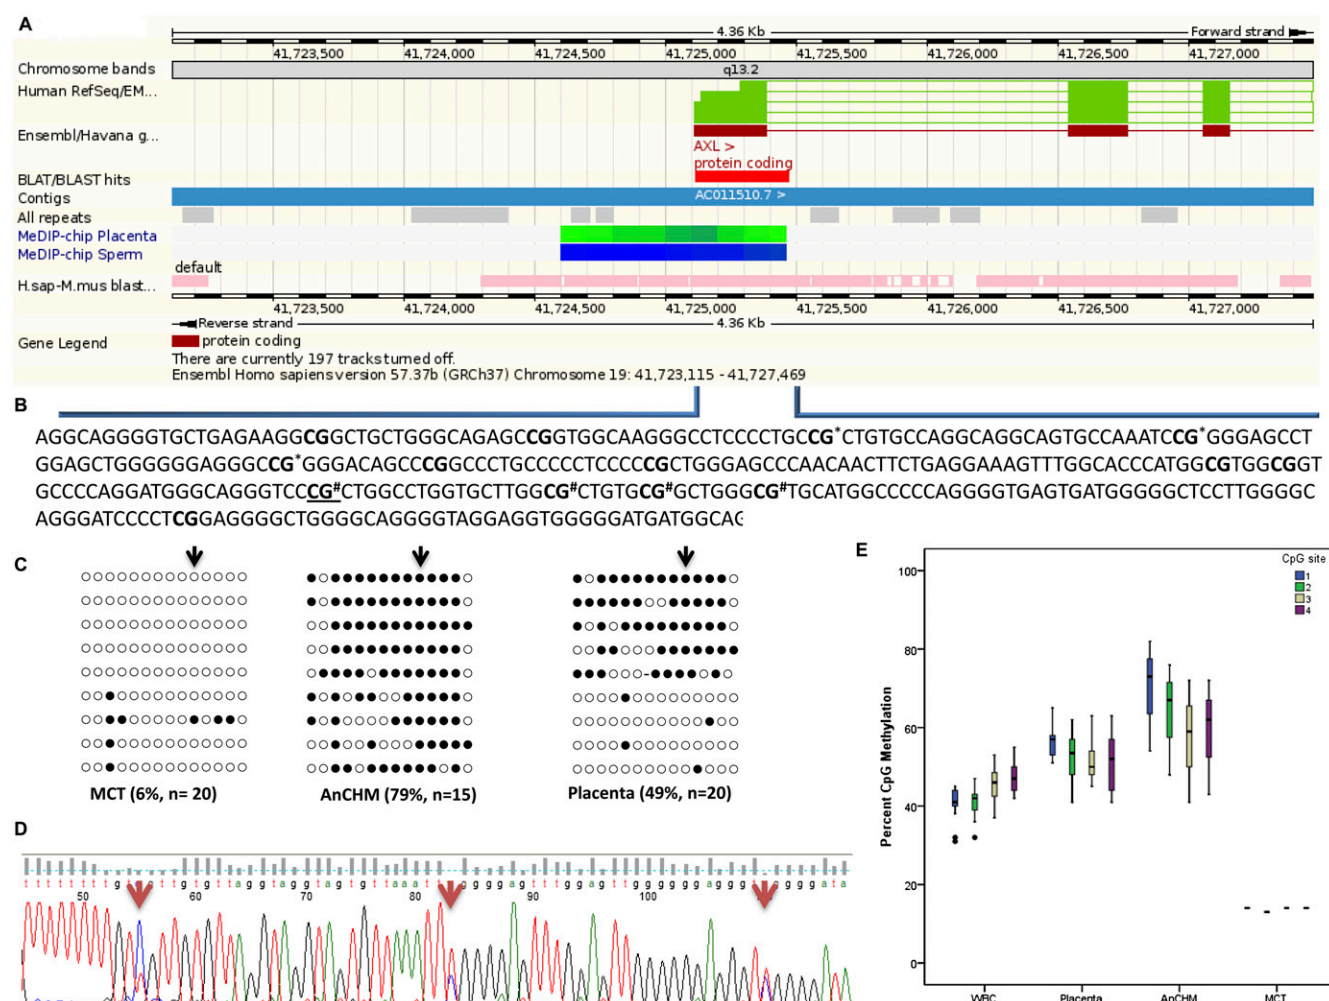 A
4.36 Kb
Forward strand
41,723,500 41,724,000 41,724,500 41,725,000 41,725,500 41,726,000 41,726,500 41,727,000
Chromosome bands
q13.2
Human RefSeq/EM...
Ensembl/Havana g...
AXL >
protein coding
BLAT/BLAST hits
Contigs
AC011510.7 >
All repeats
MeDIP-chip Placenta
MeDIP-chip Sperm
default
H.sap-M.mus blast...
41,723,500 41,724,000 41,724,500 41,725,000 41,725,500 41,726,000 41,726,500 41,727,000
Reverse strand
4.36 Kb
Gene Legend
protein coding
There are currently 197 tracks turned off.
Ensembl Homo sapiens version 57.37b (GRCh37) Chromosome 19: 41,723,115 - 41,727,469
B
AGGCAGGGGTGCTGAGAAGGCGGCTGCTGGGCAGAGCCGGTGGCAAGGGCCTCCCCTGCCG*CTGTGCCAGGCAGGCAGTGCCAAATCCG*GGGAGCCT
GGAGCTGGGGGGAGGGCCG*GGGACAGCCCGGCCCTGCCCCCTCCCCCGCTGGGAGCCCAACAACTTCTGAGGAAAGTTTGGCACCCATGGCGTGGCGGT
GCCCCAGGATGGGCAGGGTCCCG#CTGGCCTGGTGCTTGGCG#CTGTGCG#GCTGGGCG#TGCATGGCCCCCAGGGGTGAGTGATGGGGGCTCCTTGGGGC
AGGGATCCCCTCGGAGGGGCTGGGGCAGGGGTAGGAGGTGGGGGATGATGGCAG
C
MCT (6%, n= 20)
AnCHM (79%, n=15)
Placenta (49%, n=20)
D
50 60 70 80 90 100
E
CpG site
1
2
3
4
Percent CpG Methylation
100
80
60
40
20
0
WBC Placenta AnCHM MCT